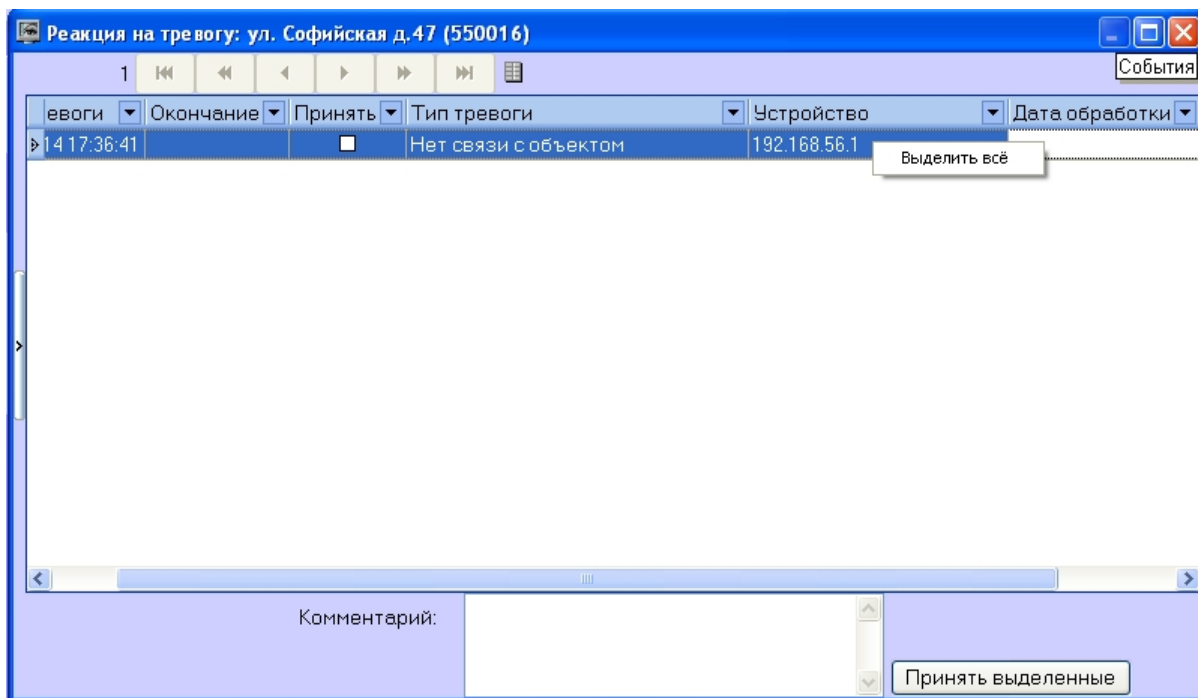 Реакция на тревогу: ул. Софийская д.47 (550016)
1
События
евоги Окончание Принять Тип тревоги Устройство Дата обработки
14 17:36:41 Нет связи с объектом 192.168.56.1
Выделить всё
Комментарий:
Принять выделенные